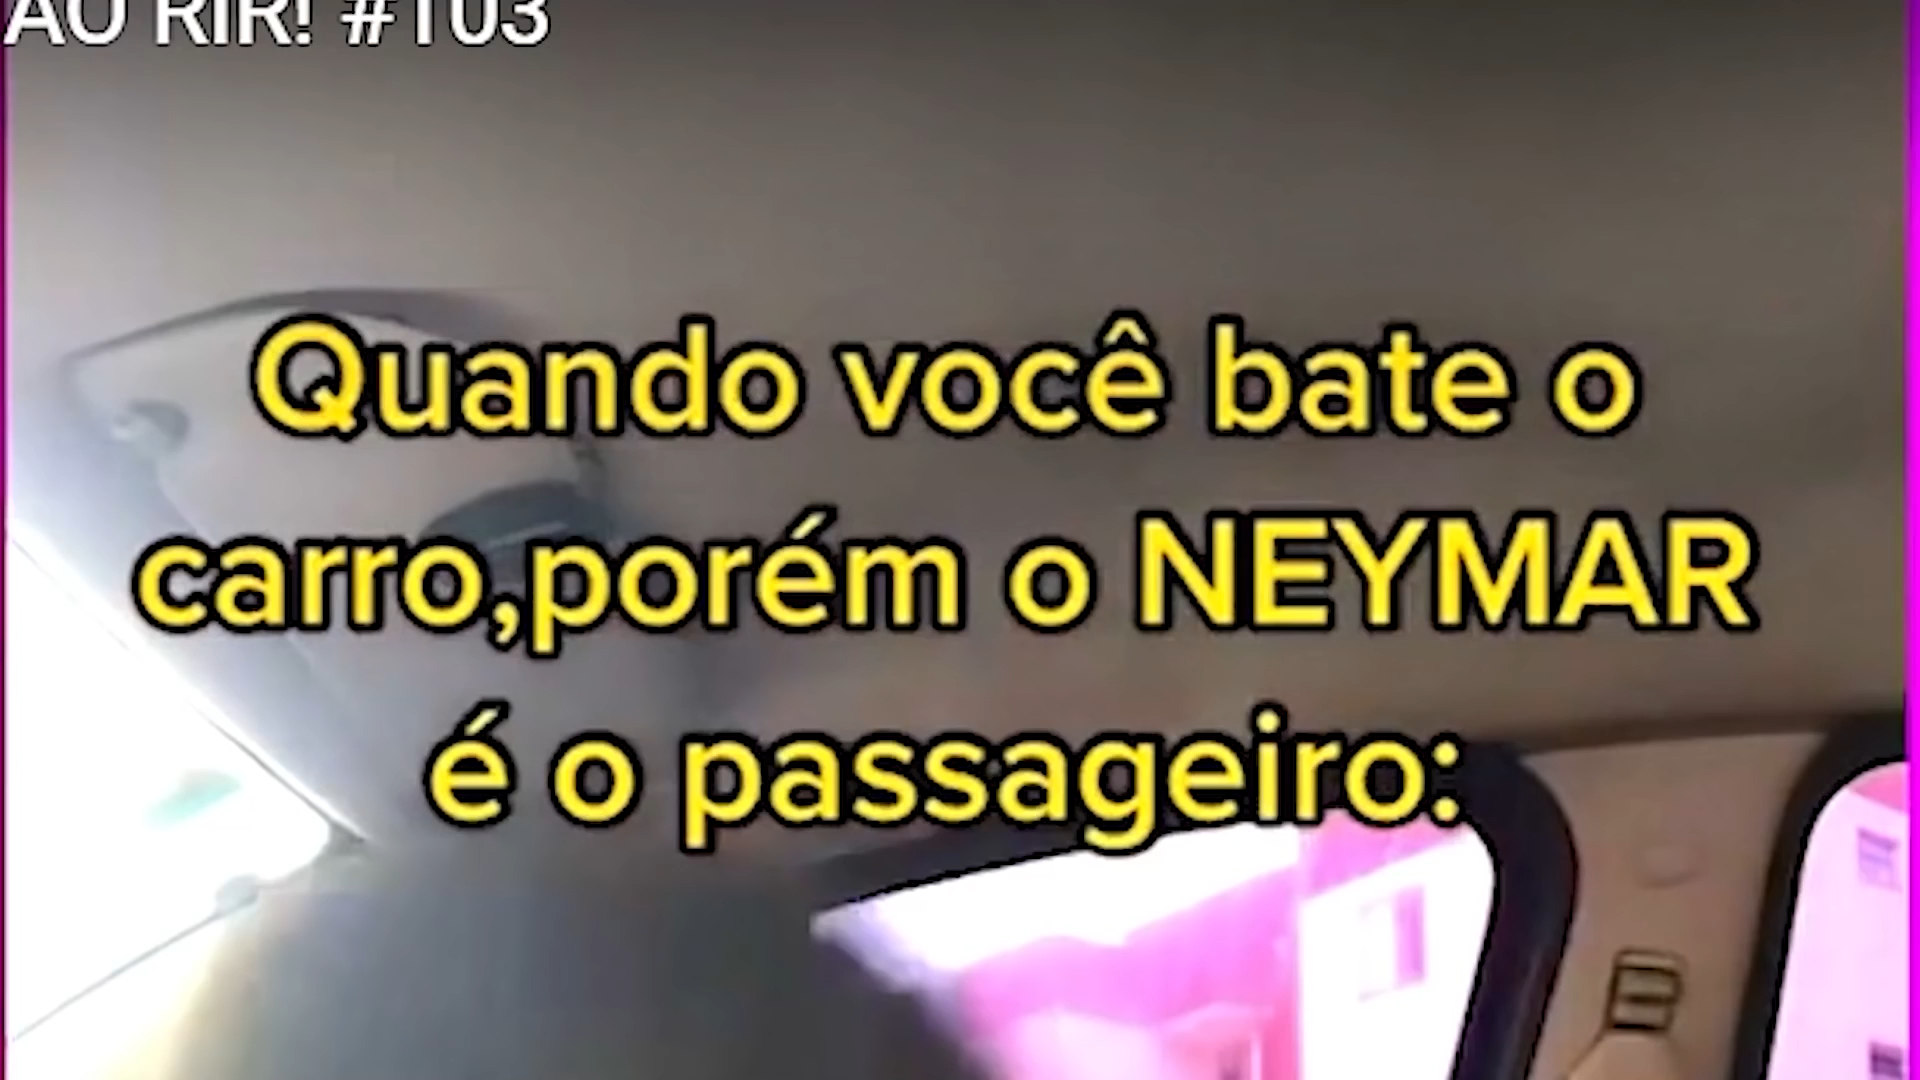 AO RIR! #103
Quando você bate o
carro,porém o NEYMAR
é o passageiro: